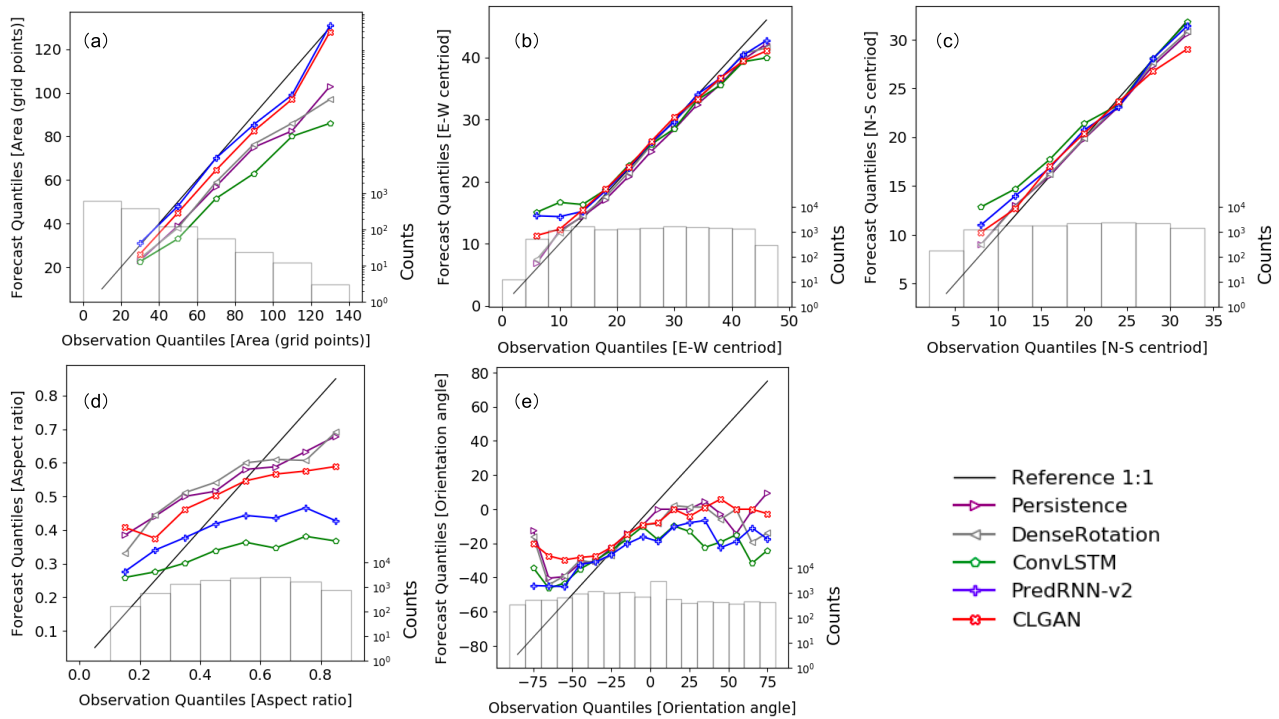 (a)
Forecast Quantiles [Area (grid points)]
120
100
80
60
40
20
10³
10²
10¹
10⁰
Counts
0 20 40 60 80 100 120 140
Observation Quantiles [Area (grid points)]
(b)
Forecast Quantiles [E-W centriod]
40
30
20
10
0
10⁴
10³
10²
10¹
10⁰
Counts
0 10 20 30 40 50
Observation Quantiles [E-W centriod]
(c)
Forecast Quantiles [N-S centriod]
30
25
20
15
10
5
10⁴
10³
10²
10¹
10⁰
Counts
5 10 15 20 25 30 35
Observation Quantiles [N-S centriod]
(d)
Forecast Quantiles [Aspect ratio]
0.8
0.7
0.6
0.5
0.4
0.3
0.2
0.1
10⁴
10³
10²
10¹
10⁰
Counts
0.0 0.2 0.4 0.6 0.8
Observation Quantiles [Aspect ratio]
(e)
Forecast Quantiles [Orientation angle]
80
60
40
20
0
−20
−40
−60
−80
10⁴
10³
10²
10¹
10⁰
Counts
−75 −50 −25 0 25 50 75
Observation Quantiles [Orientation angle]
Reference 1:1
Persistence
DenseRotation
ConvLSTM
PredRNN-v2
CLGAN